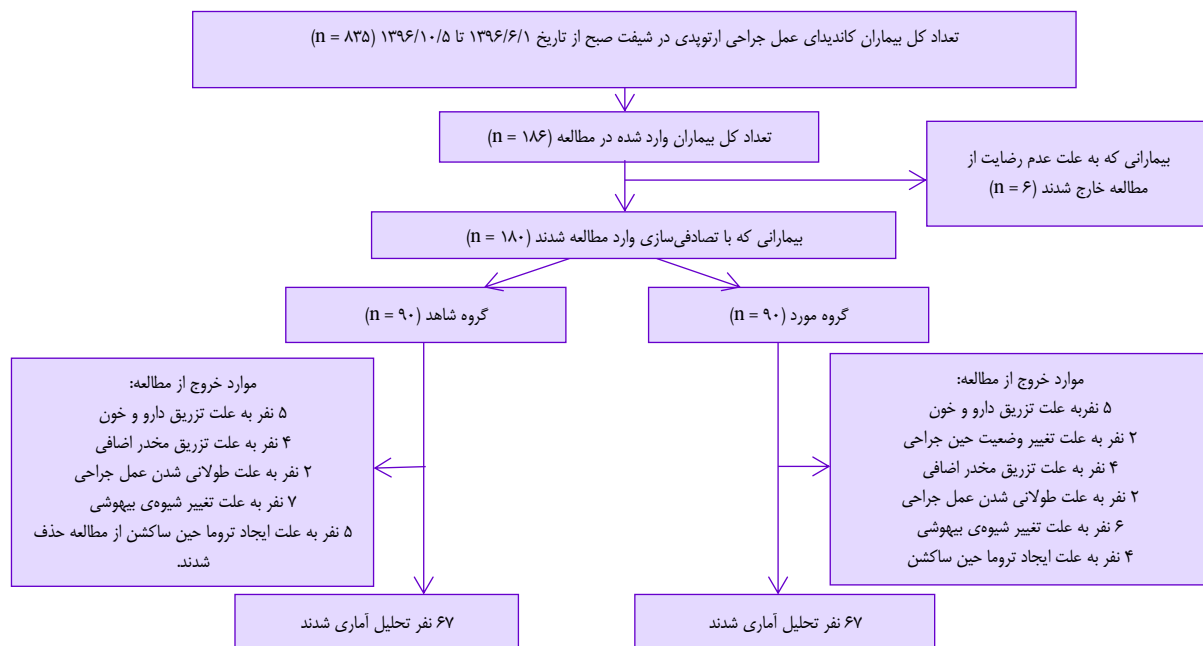 تعداد کل بیماران کاندیدای عمل جراحی ارتوپدی در شیفت صبح از تاریخ ۱۳۹۶/۶/۱ تا ۱۳۹۶/۱۰/۵ (n = ۸۳۵)
تعداد کل بیماران وارد شده در مطالعه (n = ۱۸۶)
بیمارانی که به علت عدم رضایت از
مطالعه خارج شدند (n = ۶)
بیمارانی که با تصادفی‌سازی وارد مطالعه شدند (n = ۱۸۰)
گروه مورد (n = ۹۰)
گروه شاهد (n = ۹۰)
موارد خروج از مطالعه:
۵ نفربه علت تزریق دارو و خون
۲ نفر به علت تغییر وضعیت حین جراحی
۴ نفر به علت تزریق مخدر اضافی
۲ نفر به علت طولانی شدن عمل جراحی
۶ نفر به علت تغییر شیوه‌ی بیهوشی
۴ نفر به علت ایجاد تروما حین ساکشن
موارد خروج از مطالعه:
۵ نفر به علت تزریق دارو و خون
۴ نفر به علت تزریق مخدر اضافی
۲ نفر به علت طولانی شدن عمل جراحی
۷ نفر به علت تغییر شیوه‌ی بیهوشی
۵ نفر به علت ایجاد تروما حین ساکشن از مطالعه حذف
شدند.
۶۷ نفر تحلیل آماری شدند
۶۷ نفر تحلیل آماری شدند